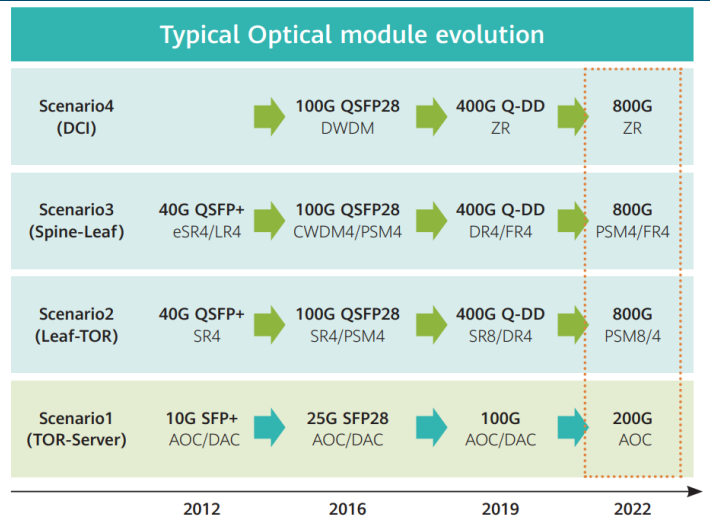 Typical Optical module evolution
Scenario4
(DCI)
100G QSFP28
DWDM
400G Q-DD
ZR
800G
ZR
Scenario3
(Spine-Leaf)
40G QSFP+
eSR4/LR4
100G QSFP28
CWDM4/PSM4
400G Q-DD
DR4/FR4
800G
PSM4/FR4
Scenario2
(Leaf-TOR)
40G QSFP+
SR4
100G QSFP28
SR4/PSM4
400G Q-DD
SR8/DR4
800G
PSM8/4
Scenario1
(TOR-Server)
10G SFP+
AOC/DAC
25G SFP28
AOC/DAC
100G
AOC/DAC
200G
AOC
2012
2016
2019
2022